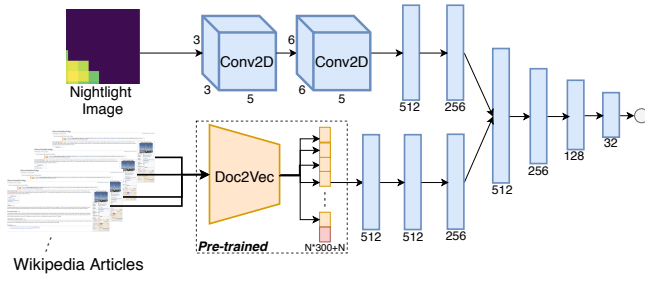 3
Conv2D
3
5
6
Conv2D
6
5
512
256
Nightlight
Image
512
256
128
32
Doc2Vec
Pre-trained
N*300+N
512
512
256
Wikipedia Articles